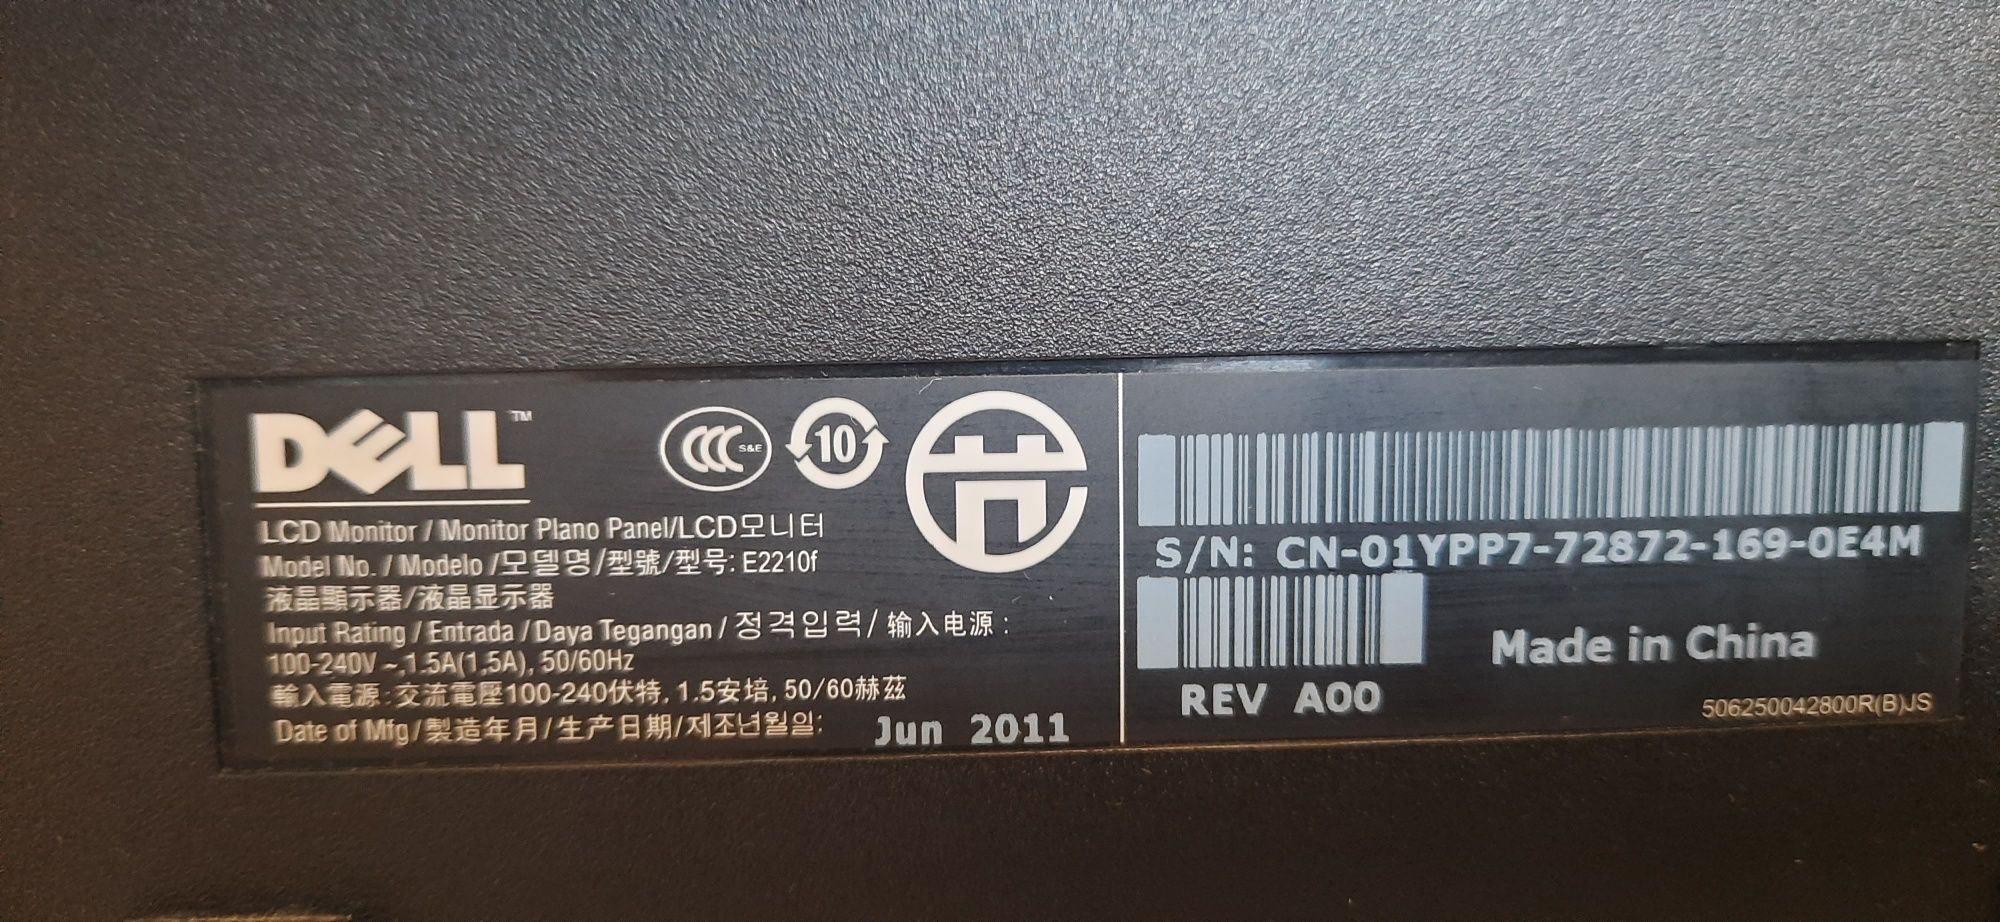 DELL™
CCC S&E
10
LCD Monitor / Monitor Plano Panel/LCD모니터
Model No. / Modelo /모델명/型號/型号: E2210f
液晶顯示器/液晶显示器
Input Rating / Entrada / Daya Tegangan / 정격입력/ 输入电源 :
100-240V ~,1.5A(1.5A), 50/60Hz
輸入電源: 交流電壓100-240伏特, 1.5安培, 50/60赫茲
Date of Mfg/製造年月/生产日期/제조년월일: Jun 2011
S/N: CN-01YPP7-72872-169-0E4M
REV A00
Made in China
506250042800R(B)JS